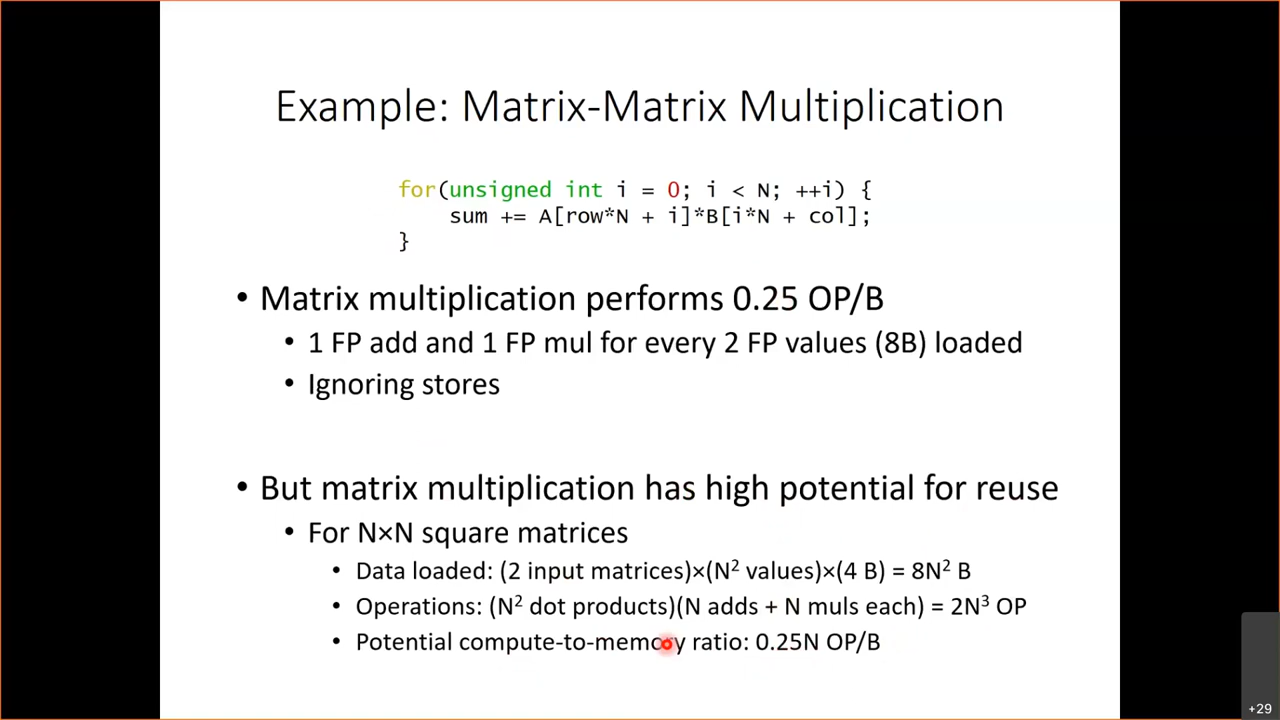 Example: Matrix-Matrix Multiplication
for(unsigned int i = 0; i < N; ++i) {
    sum += A[row*N + i]*B[i*N + col];
}
• Matrix multiplication performs 0.25 OP/B
• 1 FP add and 1 FP mul for every 2 FP values (8B) loaded
• Ignoring stores
• But matrix multiplication has high potential for reuse
• For N×N square matrices
• Data loaded: (2 input matrices)×(N² values)×(4 B) = 8N² B
• Operations: (N² dot products)(N adds + N muls each) = 2N³ OP
• Potential compute-to-memory ratio: 0.25N OP/B
+29